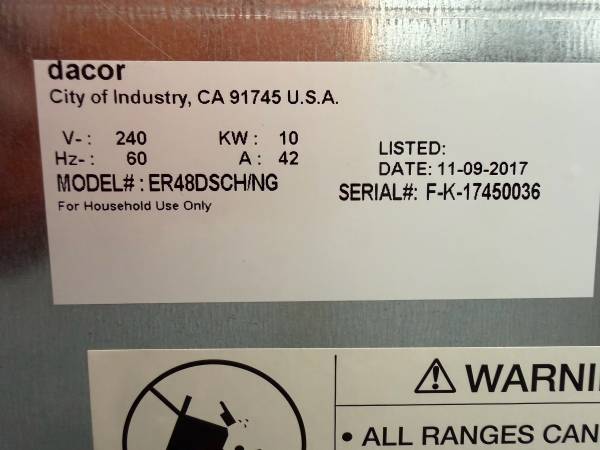 dacor
City of Industry, CA 91745 U.S.A.
V-: 240 KW: 10
Hz-: 60 A: 42
LISTED:
DATE: 11-09-2017
MODEL#: ER48DSCH/NG
SERIAL#: F-K-17450036
For Household Use Only
⚠ WARNI
• ALL RANGES CAN